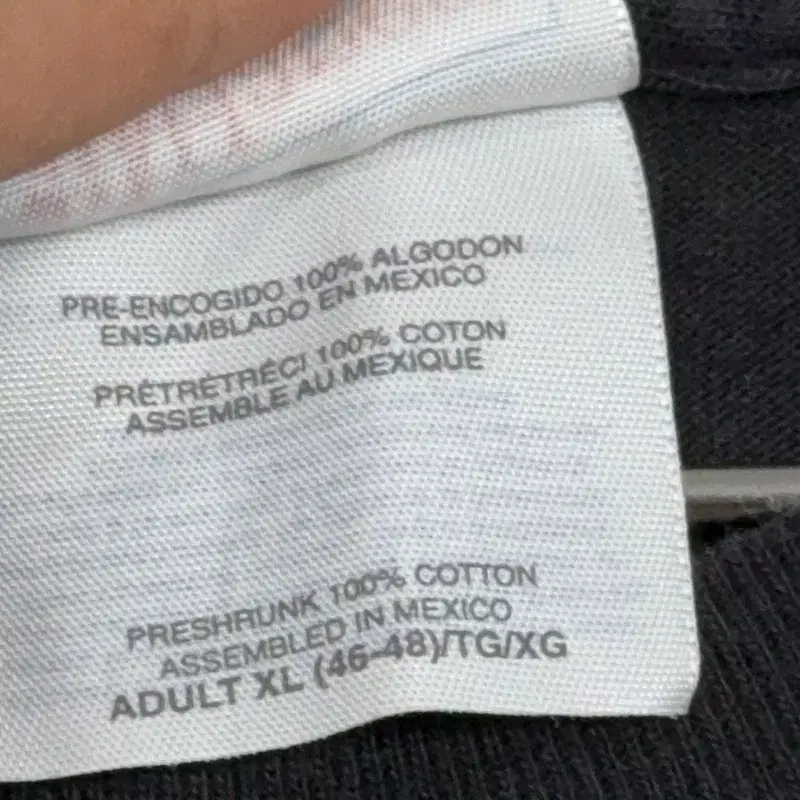 PRE-ENCOGIDO 100% ALGODON
ENSAMBLADO EN MEXICO
PRÉTRÉTRÉCI 100% COTON
ASSEMBLE AU MEXIQUE
PRESHRUNK 100% COTTON
ASSEMBLED IN MEXICO
ADULT XL (46-48)/TG/XG